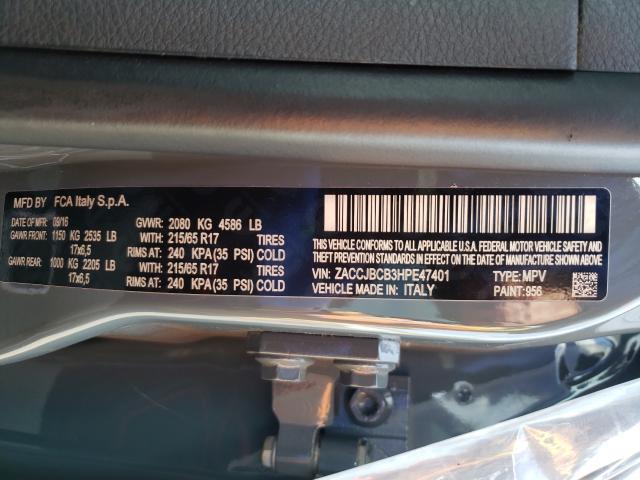 MFD BY FCA Italy S.p.A.
DATE OF MFR: 09/16 GVWR: 2080 KG 4586 LB
GAWR FRONT: 1150 KG 2535 LB WITH 215/65 R17 TIRES
17x6,5 RIMS AT: 240 KPA (35 PSI) COLD
GAWR REAR: 1000 KG 2205 LB WITH 215/65 R17 TIRES
17x6,5 RIMS AT: 240 KPA (35 PSI) COLD
THIS VEHICLE CONFORMS TO ALL APPLICABLE U.S.A. FEDERAL MOTOR
VEHICLE SAFETY, BUMPER, AND THEFT PREVENTION STANDARDS
IN EFFECT ON THE DATE OF MANUFACTURE SHOWN ABOVE.
VIN: ZACCJBCB3HPE47401 TYPE: MPV
VEHICLE MADE IN: ITALY PAINT: 956